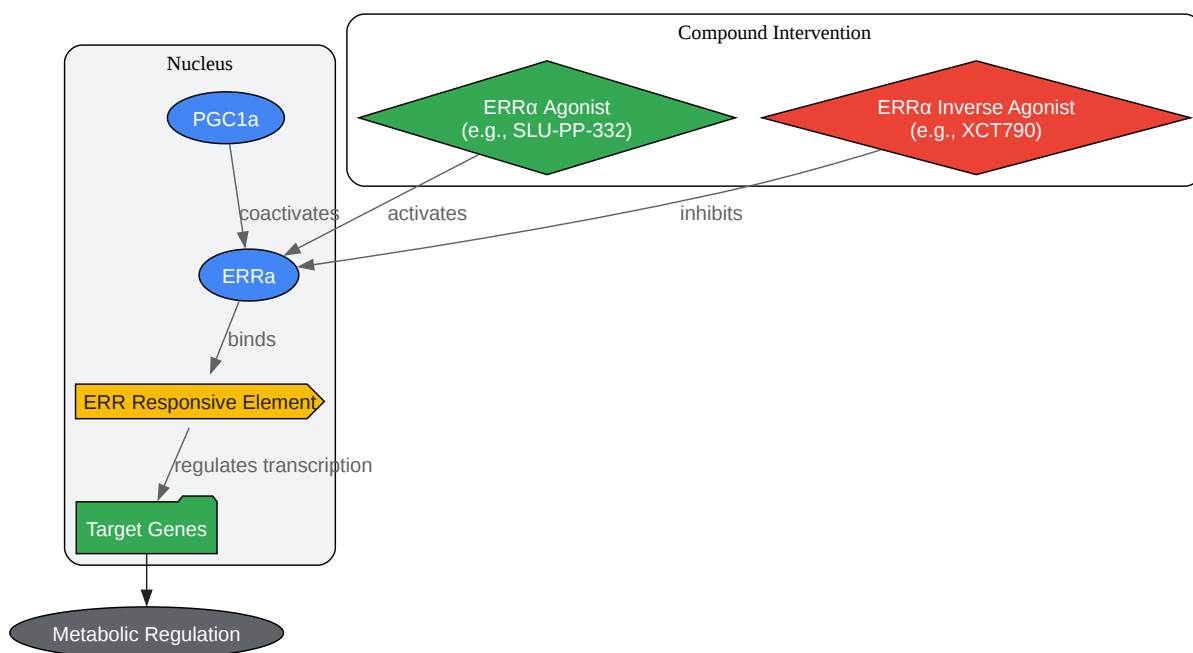 Compound Intervention
Nucleus
PGC1a
ERRα Agonist
(e.g., SLU-PP-332)
ERRα Inverse Agonist
(e.g., XCT790)
coactivates
activates
inhibits
ERRa
binds
ERR Responsive Element
regulates transcription
Target Genes
Metabolic Regulation